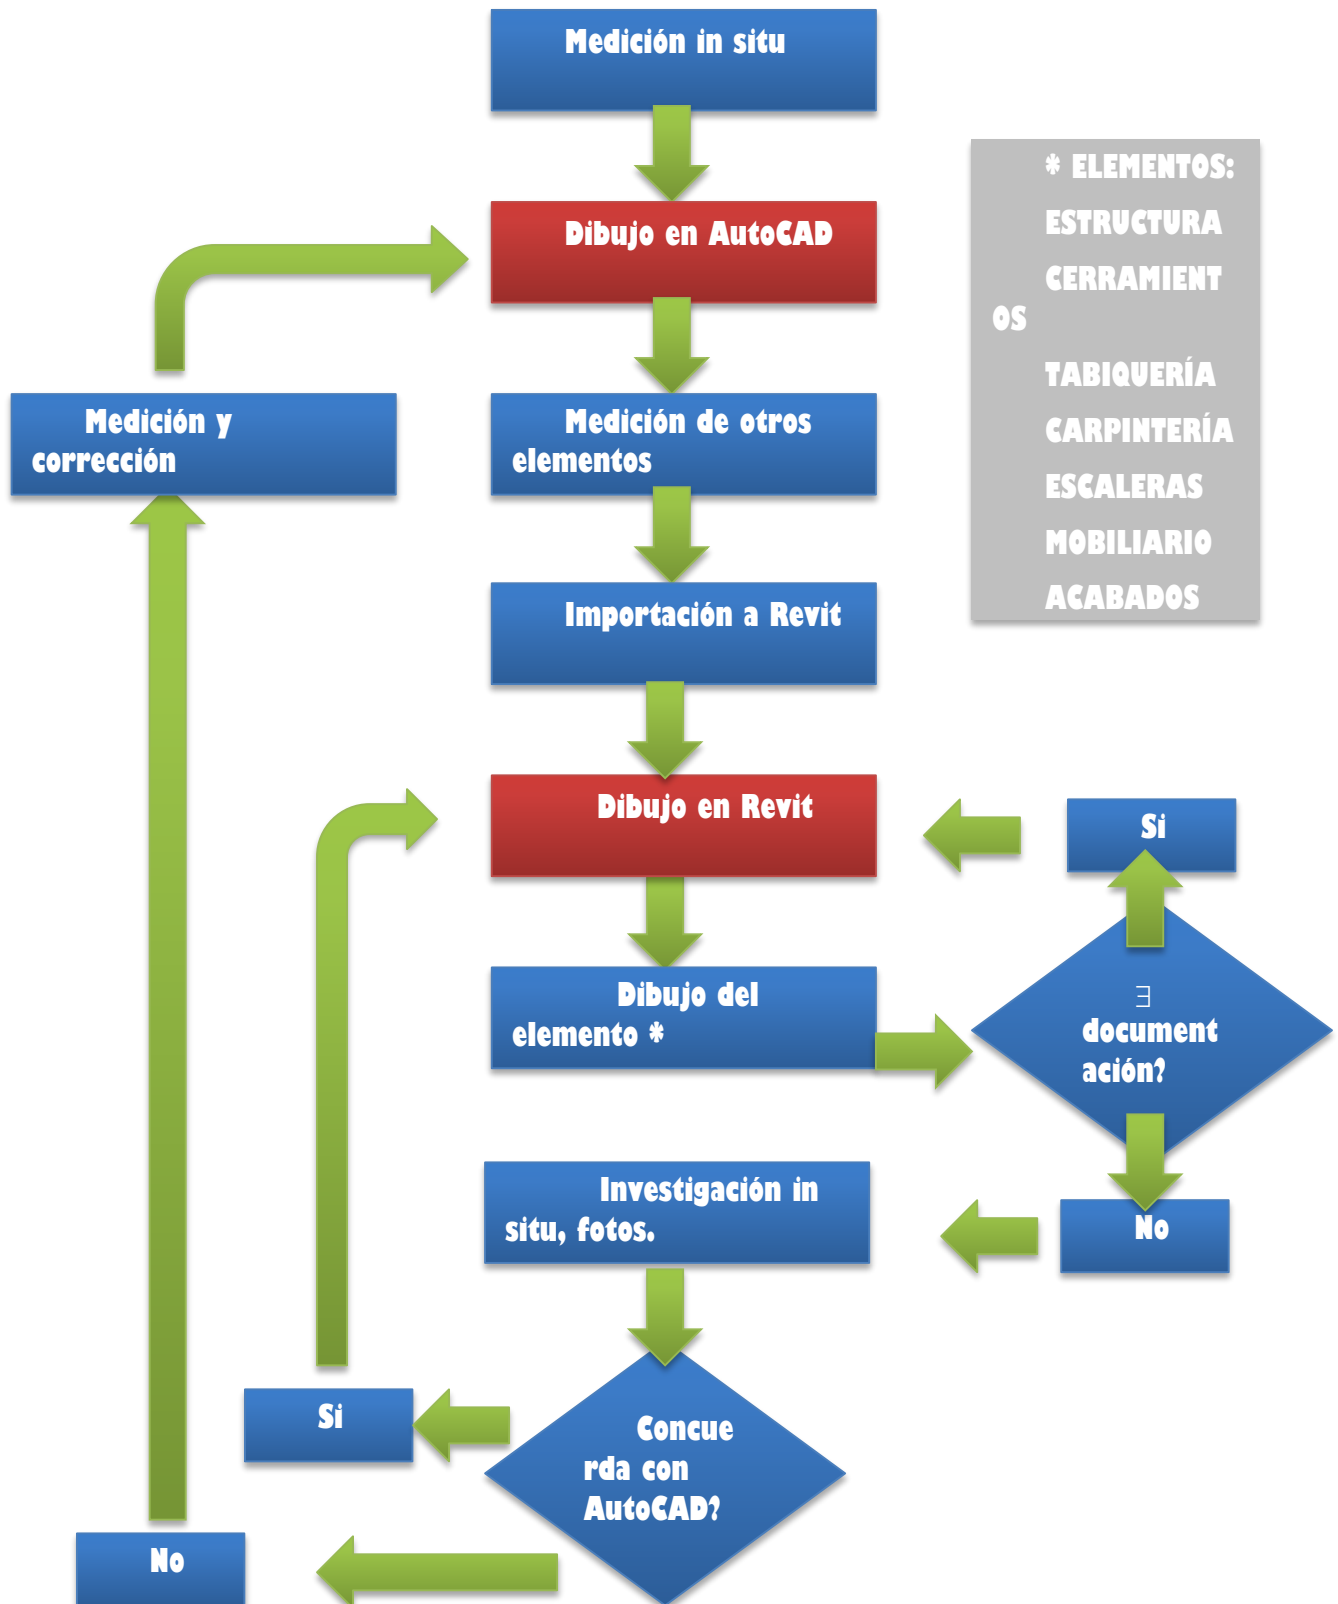 Medición in situ
Dibujo en AutoCAD
Medición y
corrección
Medición de otros
elementos
Importación a Revit
* ELEMENTOS:
ESTRUCTURA
CERRAMIENT
OS
TABIQUERÍA
CARPINTERÍA
ESCALERAS
MOBILIARIO
ACABADOS
Dibujo en Revit
Si
Dibujo del
elemento *
∃
document
ación?
Investigación in
situ, fotos.
No
Si
Concue
rda con
AutoCAD?
No